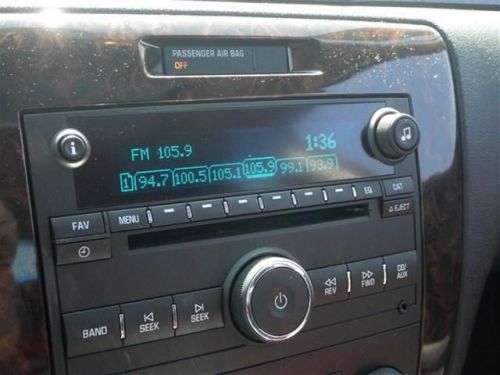 PASSENGER AIR BAG
OFF
i
FM 105.9 1:36
1 94.7 100.5 105.1 105.9 99.1 93.9
FAV MENU EQ CAT
EJECT
BAND SEEK SEEK REV FWD CD/AUX